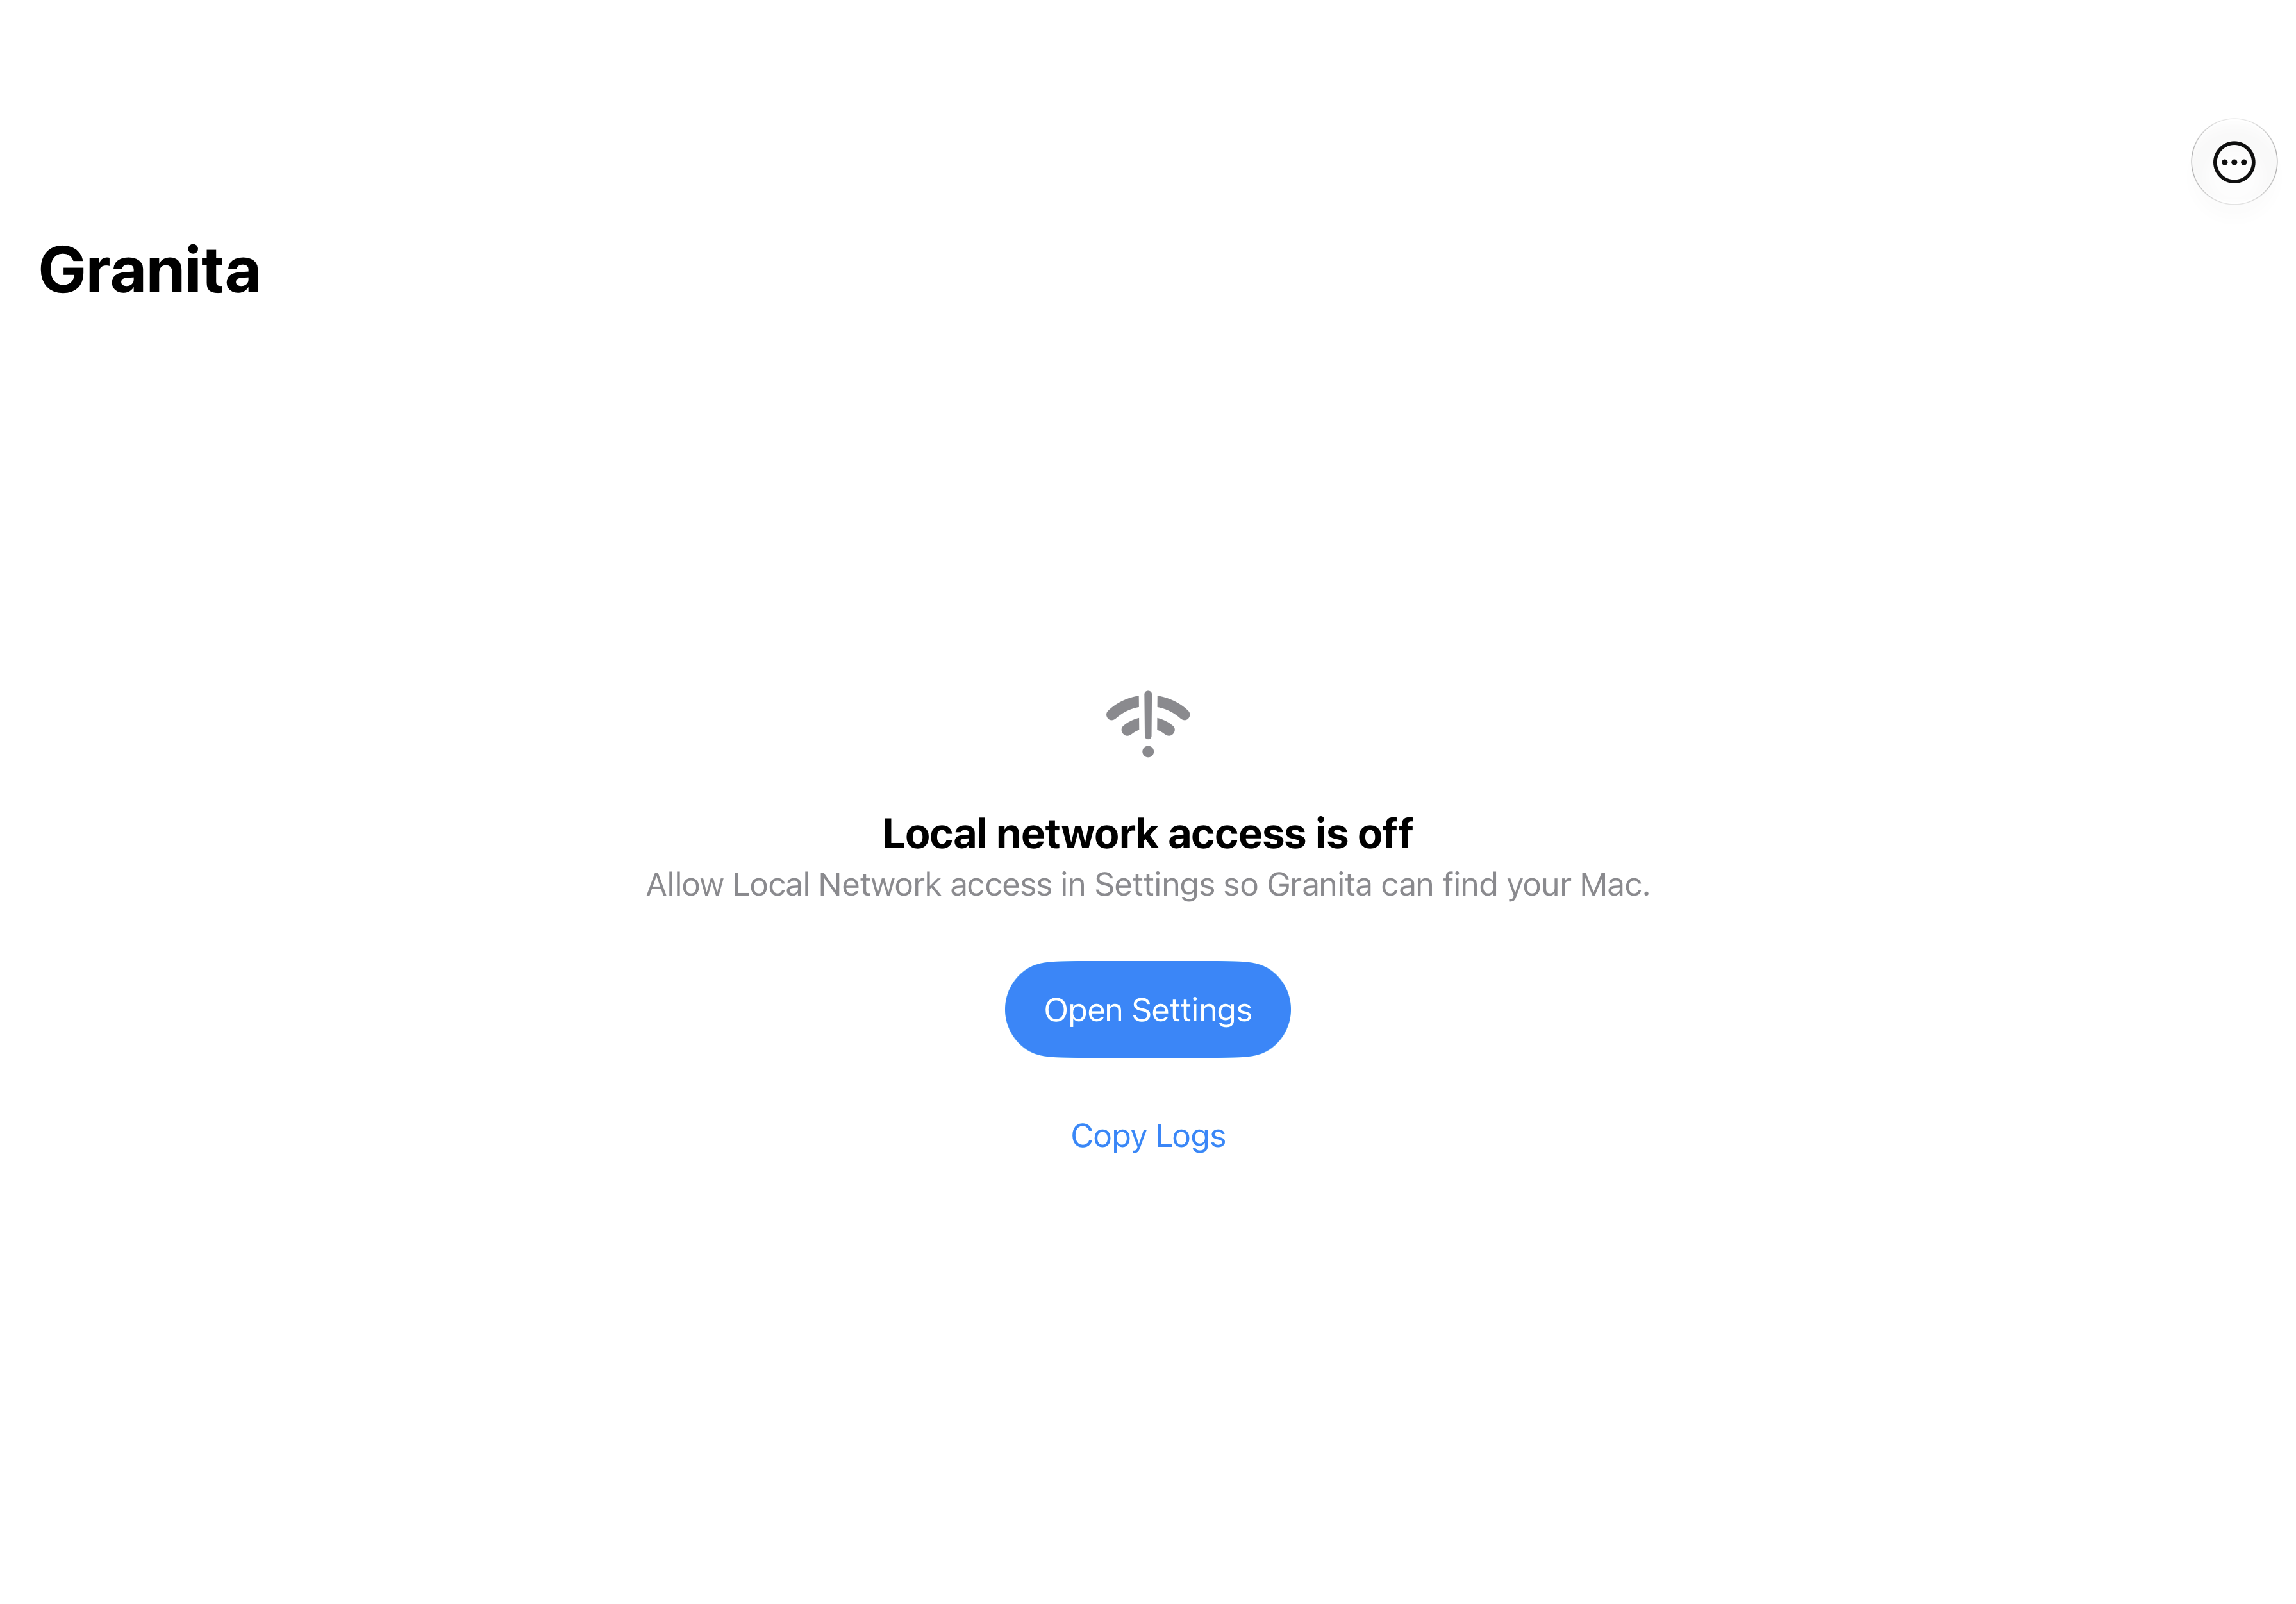 Granita
Local network access is off
Allow Local Network access in Settings so Granita can find your Mac.
Open Settings
Copy Logs